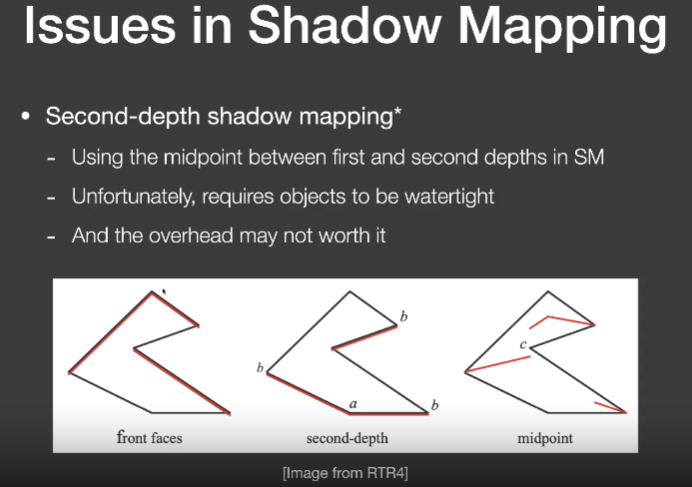 Issues in Shadow Mapping
• Second-depth shadow mapping*
- Using the midpoint between first and second depths in SM
- Unfortunately, requires objects to be watertight
- And the overhead may not worth it
b
c
b
a
b
front faces
second-depth
midpoint
[Image from RTR4]